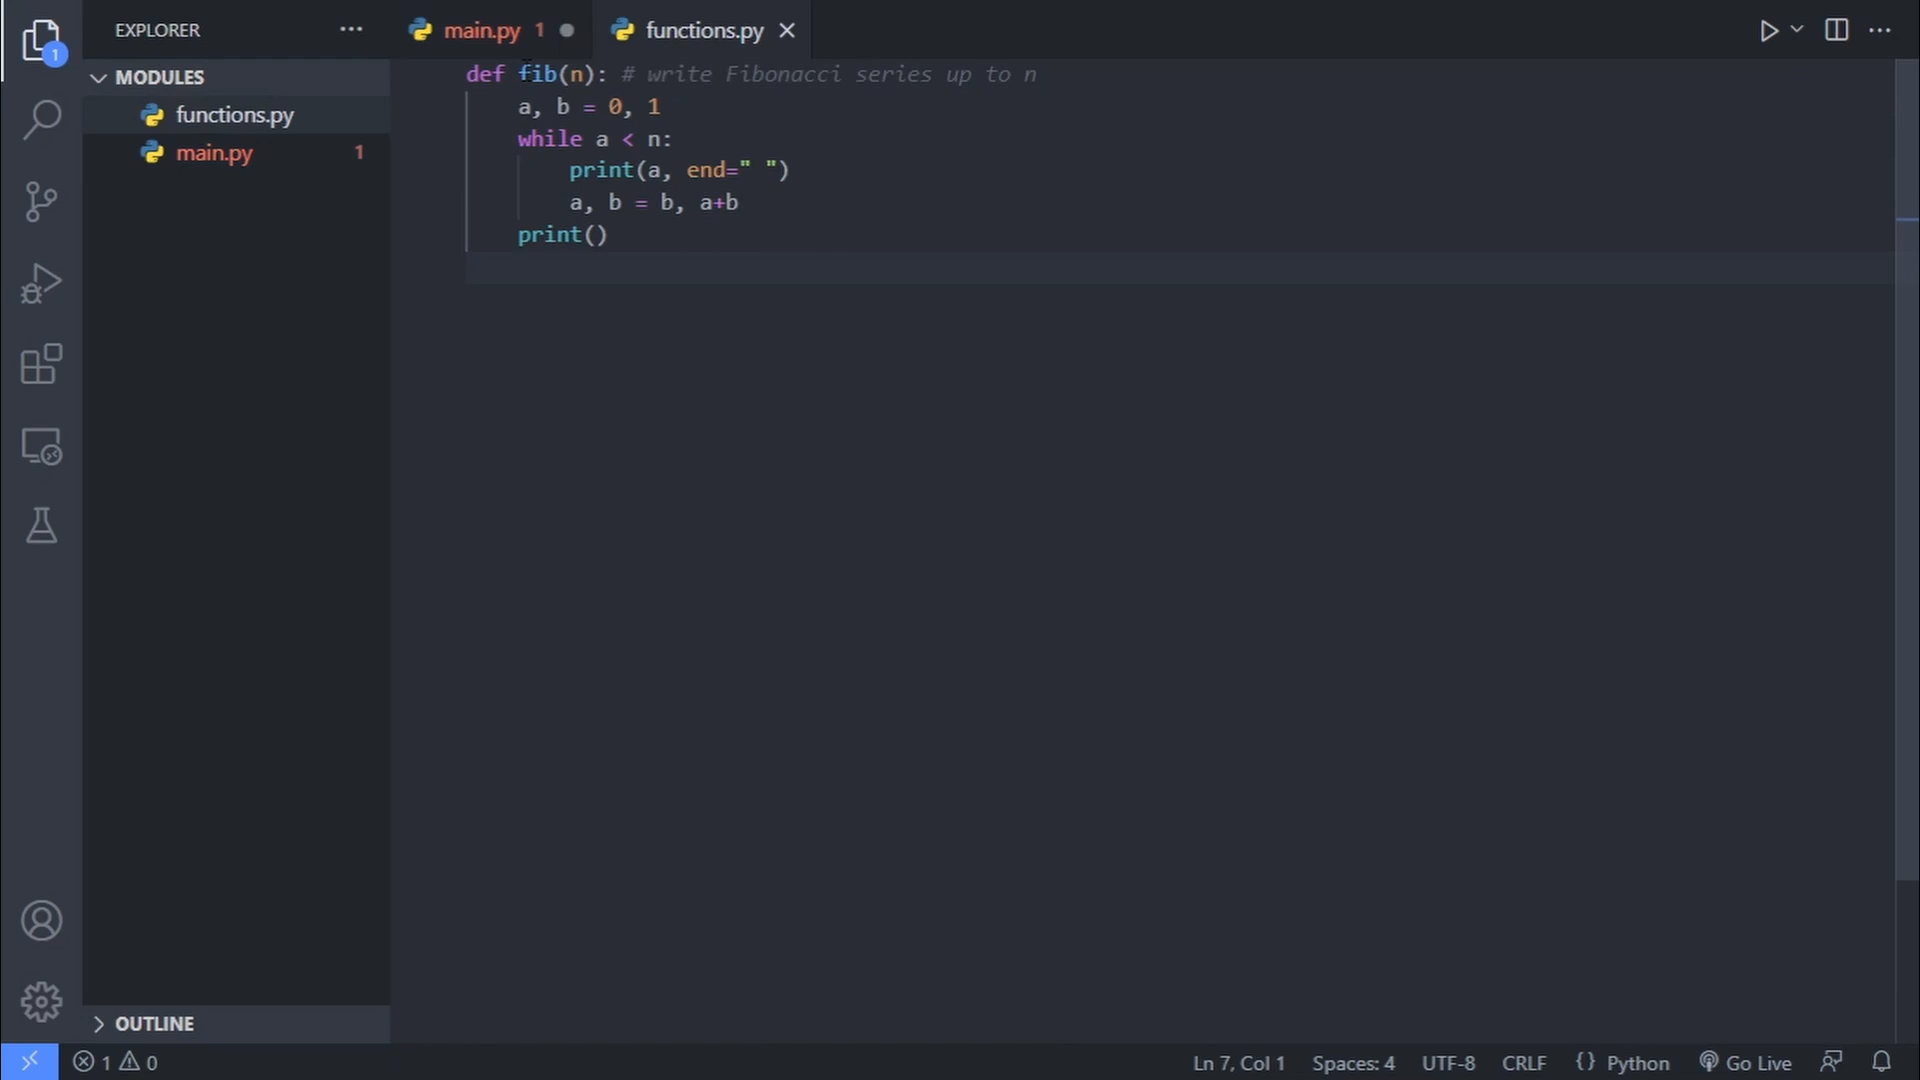 EXPLORER
main.py 1
functions.py
1
MODULES
functions.py
main.py 1
def fib(n): # write Fibonacci series up to n
    a, b = 0, 1
    while a < n:
        print(a, end=" ")
        a, b = b, a+b
    print()
OUTLINE
1 0
Ln 7, Col 1 Spaces: 4 UTF-8 CRLF {} Python Go Live